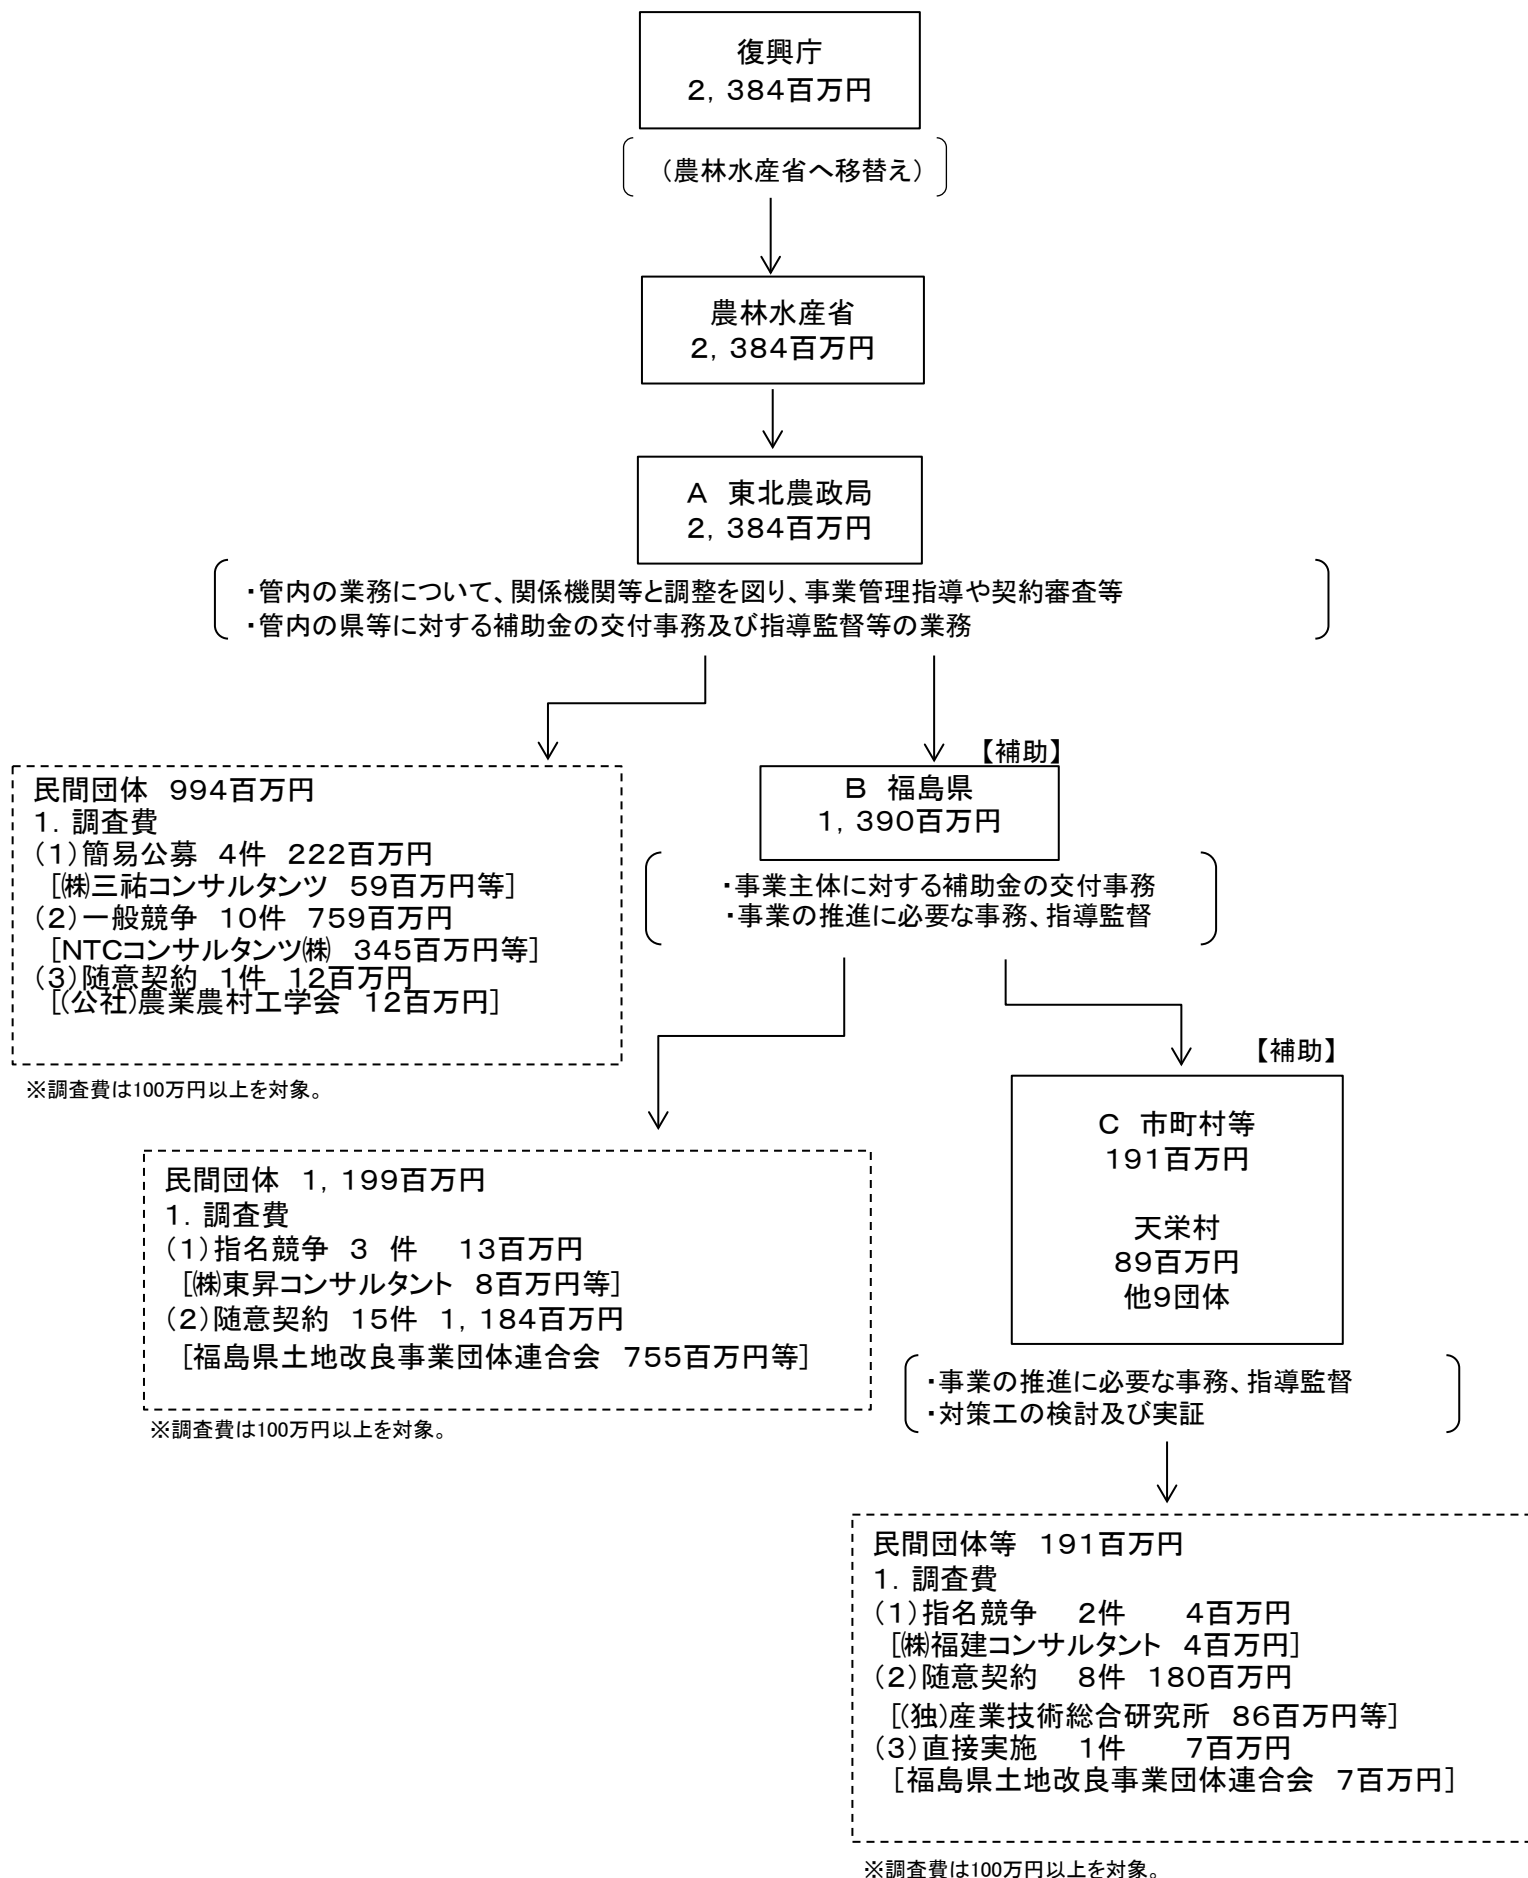 復興庁
2，384百万円
（農林水産省へ移替え）
農林水産省
2，384百万円
A　東北農政局
2，384百万円
・管内の業務について、関係機関等と調整を図り、事業管理指導や契約審査等
・管内の県等に対する補助金の交付事務及び指導監督等の業務
民間団体　994百万円
1．調査費
（1）簡易公募　4件　222百万円
[㈱三祐コンサルタンツ　59百万円等]
（2）一般競争　10件　759百万円
[NTCコンサルタンツ㈱　345百万円等]
（3）随意契約　1件　12百万円
[(公社)農業農村工学会　12百万円]
※調査費は100万円以上を対象。
【補助】
B　福島県
1，390百万円
・事業主体に対する補助金の交付事務
・事業の推進に必要な事務、指導監督
民間団体　1，199百万円
1．調査費
（1）指名競争　3　件　13百万円
[㈱東昇コンサルタント　8百万円等]
（2）随意契約　15件　1，184百万円
[福島県土地改良事業団体連合会　755百万円等]
※調査費は100万円以上を対象。
【補助】
C　市町村等
191百万円
天栄村
89百万円
他9団体
・事業の推進に必要な事務、指導監督
・対策工の検討及び実証
民間団体等　191百万円
1．調査費
（1）指名競争　2件　4百万円
[㈱福建コンサルタント　4百万円]
（2）随意契約　8件　180百万円
[(独)産業技術総合研究所　86百万円等]
（3）直接実施　1件　7百万円
[福島県土地改良事業団体連合会　7百万円]
※調査費は100万円以上を対象。